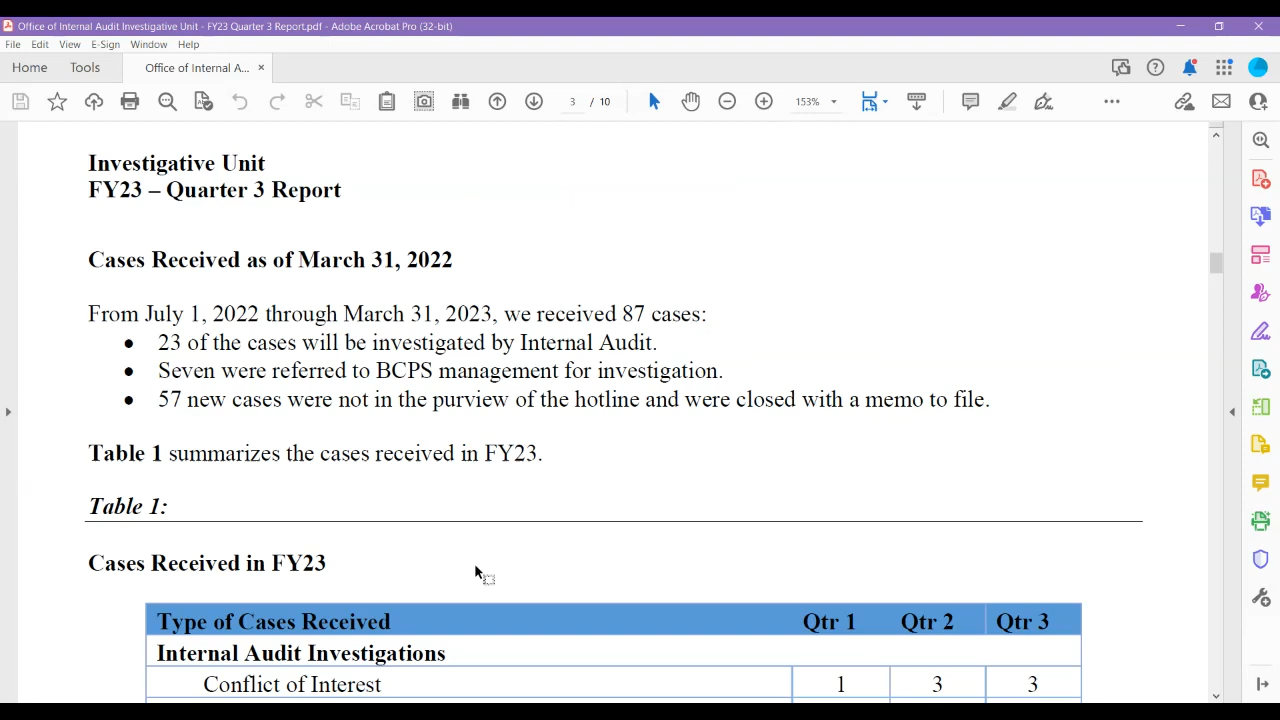 Office of Internal Audit Investigative Unit - FY23 Quarter 3 Report.pdf - Adobe Acrobat Pro (32-bit)
File Edit View E-Sign Window Help
Home Tools Office of Internal A... ×
3 / 10 153%
Investigative Unit
FY23 – Quarter 3 Report
Cases Received as of March 31, 2022
From July 1, 2022 through March 31, 2023, we received 87 cases:
• 23 of the cases will be investigated by Internal Audit.
• Seven were referred to BCPS management for investigation.
• 57 new cases were not in the purview of the hotline and were closed with a memo to file.
Table 1 summarizes the cases received in FY23.
Table 1:
Cases Received in FY23
Type of Cases Received Qtr 1 Qtr 2 Qtr 3
Internal Audit Investigations
Conflict of Interest 1 3 3